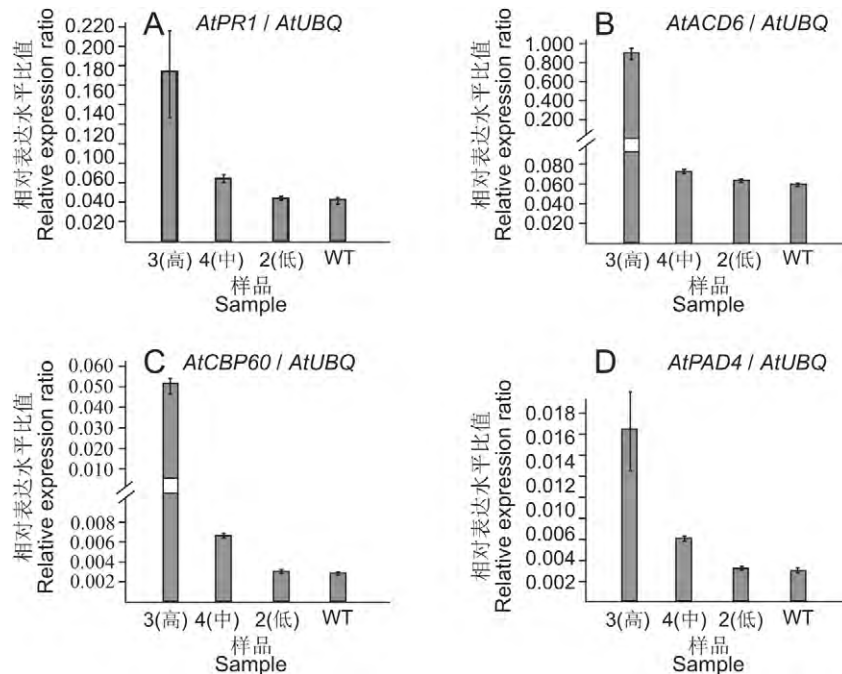 A
AtPR1 / AtUBQ
相对表达水平比值
Relative expression ratio
0.220
0.200
0.180
0.160
0.140
0.120
0.100
0.080
0.060
0.040
0.020
3(高) 4(中) 2(低) WT
样品
Sample
B
AtACD6 / AtUBQ
相对表达水平比值
Relative expression ratio
1.000
0.800
0.600
0.400
0.200
0.080
0.060
0.040
0.020
3(高) 4(中) 2(低) WT
样品
Sample
C
AtCBP60 / AtUBQ
相对表达水平比值
Relative expression ratio
0.060
0.050
0.040
0.030
0.020
0.010
0.008
0.006
0.004
0.002
3(高) 4(中) 2(低) WT
样品
Sample
D
AtPAD4 / AtUBQ
相对表达水平比值
Relative expression ratio
0.018
0.016
0.014
0.012
0.010
0.008
0.006
0.004
0.002
3(高) 4(中) 2(低) WT
样品
Sample